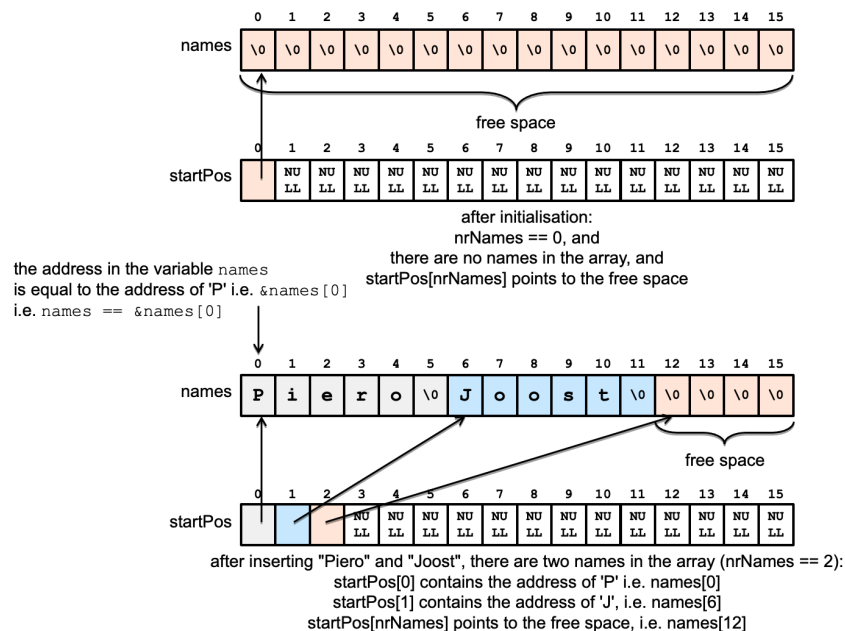 0 1 2 3 4 5 6 7 8 9 10 11 12 13 14 15
names \0 \0 \0 \0 \0 \0 \0 \0 \0 \0 \0 \0 \0 \0 \0 \0
free space
0 1 2 3 4 5 6 7 8 9 10 11 12 13 14 15
startPos NU NU NU NU NU NU NU NU NU NU NU NU NU NU NU
LL LL LL LL LL LL LL LL LL LL LL LL LL LL LL
after initialisation:
nrNames == 0, and
there are no names in the array, and
startPos[nrNames] points to the free space
the address in the variable names
is equal to the address of 'P' i.e. &names[0]
i.e. names == &names[0]
0 1 2 3 4 5 6 7 8 9 10 11 12 13 14 15
names P i e r o \0 J o o s t \0 \0 \0 \0 \0
free space
0 1 2 3 4 5 6 7 8 9 10 11 12 13 14 15
startPos NU NU NU NU NU NU NU NU NU NU NU NU NU
LL LL LL LL LL LL LL LL LL LL LL LL LL
after inserting "Piero" and "Joost", there are two names in the array (nrNames == 2):
startPos[0] contains the address of 'P' i.e. names[0]
startPos[1] contains the address of 'J', i.e. names[6]
startPos[nrNames] points to the free space, i.e. names[12]